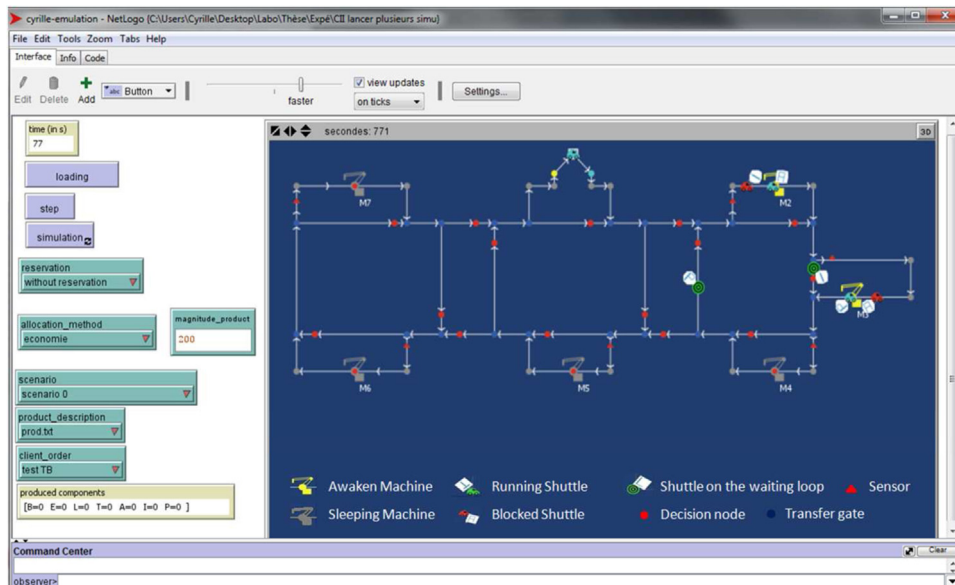 cyrille-emulation - NetLogo {C:\Users\Cyrille\Desktop\Labo\Thèse\Expé\CII lancer plusieurs simu}
File Edit Tools Zoom Tabs Help
Interface Info Code
Edit Delete Add
abc Button
faster
view updates
on ticks
Settings...
time (in s)
77
loading
step
simulation
reservation
without reservation
allocation_method
economie
magnitude_product
200
scenario
scenario 0
product_description
prod.txt
client_order
test TB
produced components
[B=0 E=0 L=0 T=0 A=0 I=0 P=0 ]
secondes: 771
3D
M7
M2
M3
M6
M5
M4
Awaken Machine Running Shuttle Shuttle on the waiting loop Sensor
Sleeping Machine Blocked Shuttle Decision node Transfer gate
Command Center
Clear
observer>